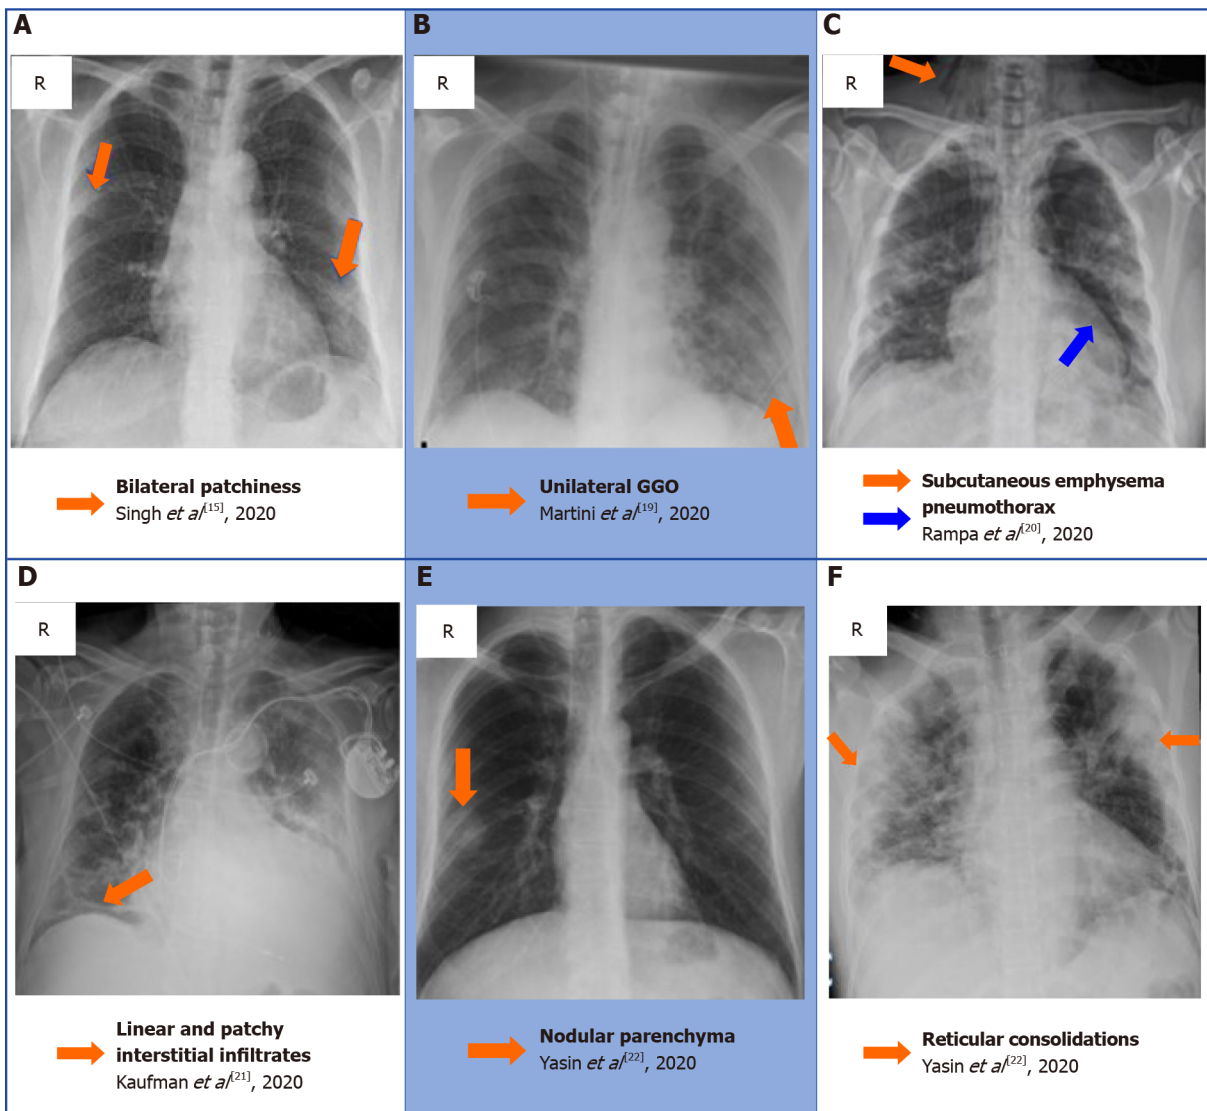 A
R
Bilateral patchiness
Singh et al[15], 2020
B
R
Unilateral GGO
Martini et al[19], 2020
C
R
Subcutaneous emphysema
pneumothorax
Rampa et al[20], 2020
D
R
Linear and patchy
interstitial infiltrates
Kaufman et al[21], 2020
E
R
Nodular parenchyma
Yasin et al[22], 2020
F
R
Reticular consolidations
Yasin et al[22], 2020